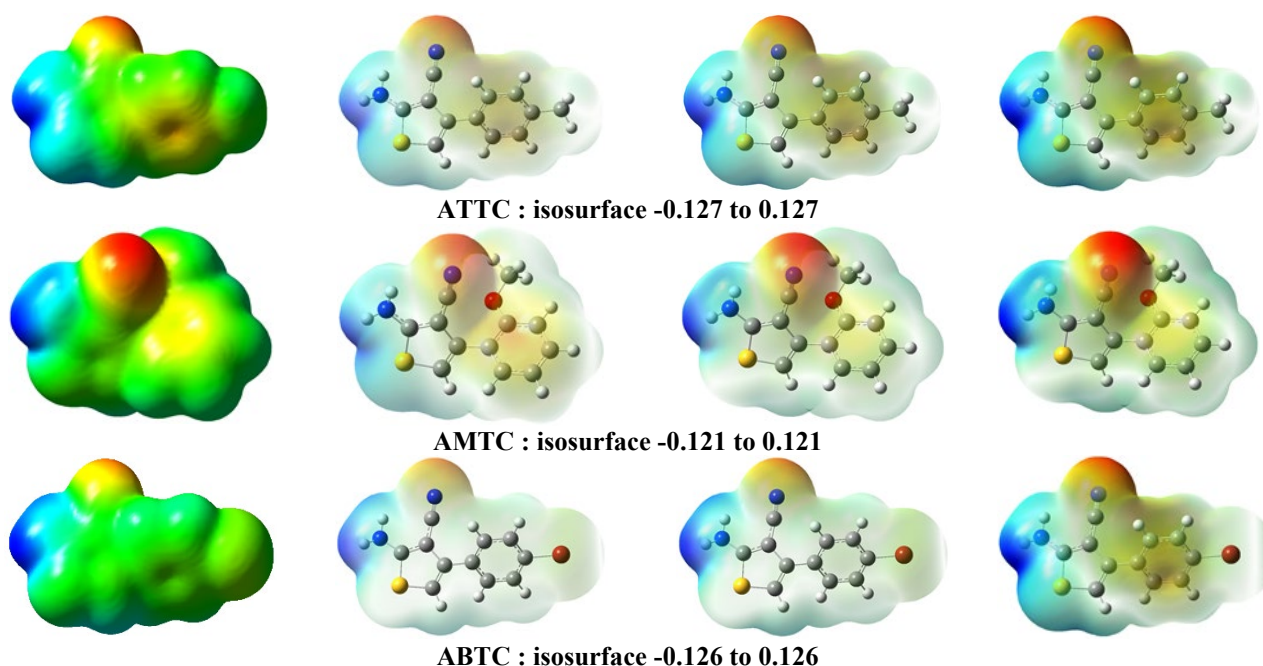 ATTC : isosurface -0.127 to 0.127
AMTC : isosurface -0.121 to 0.121
ABTC : isosurface -0.126 to 0.126